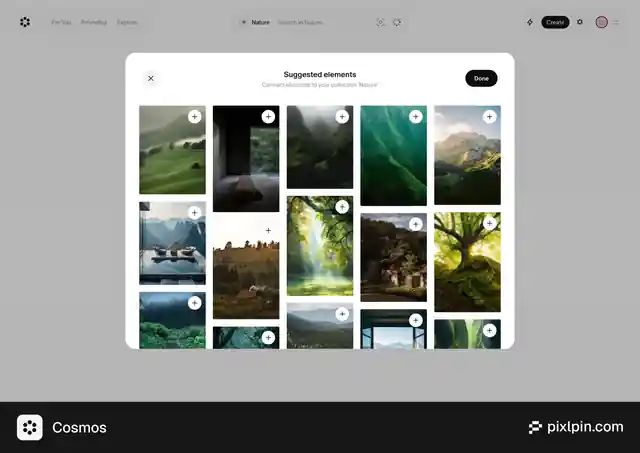 For You
Explore
Nature
Search in Nature...
Create
Suggested elements
Connect elements to your collection 'Nature'
Done
Cosmos
pixlpin.com